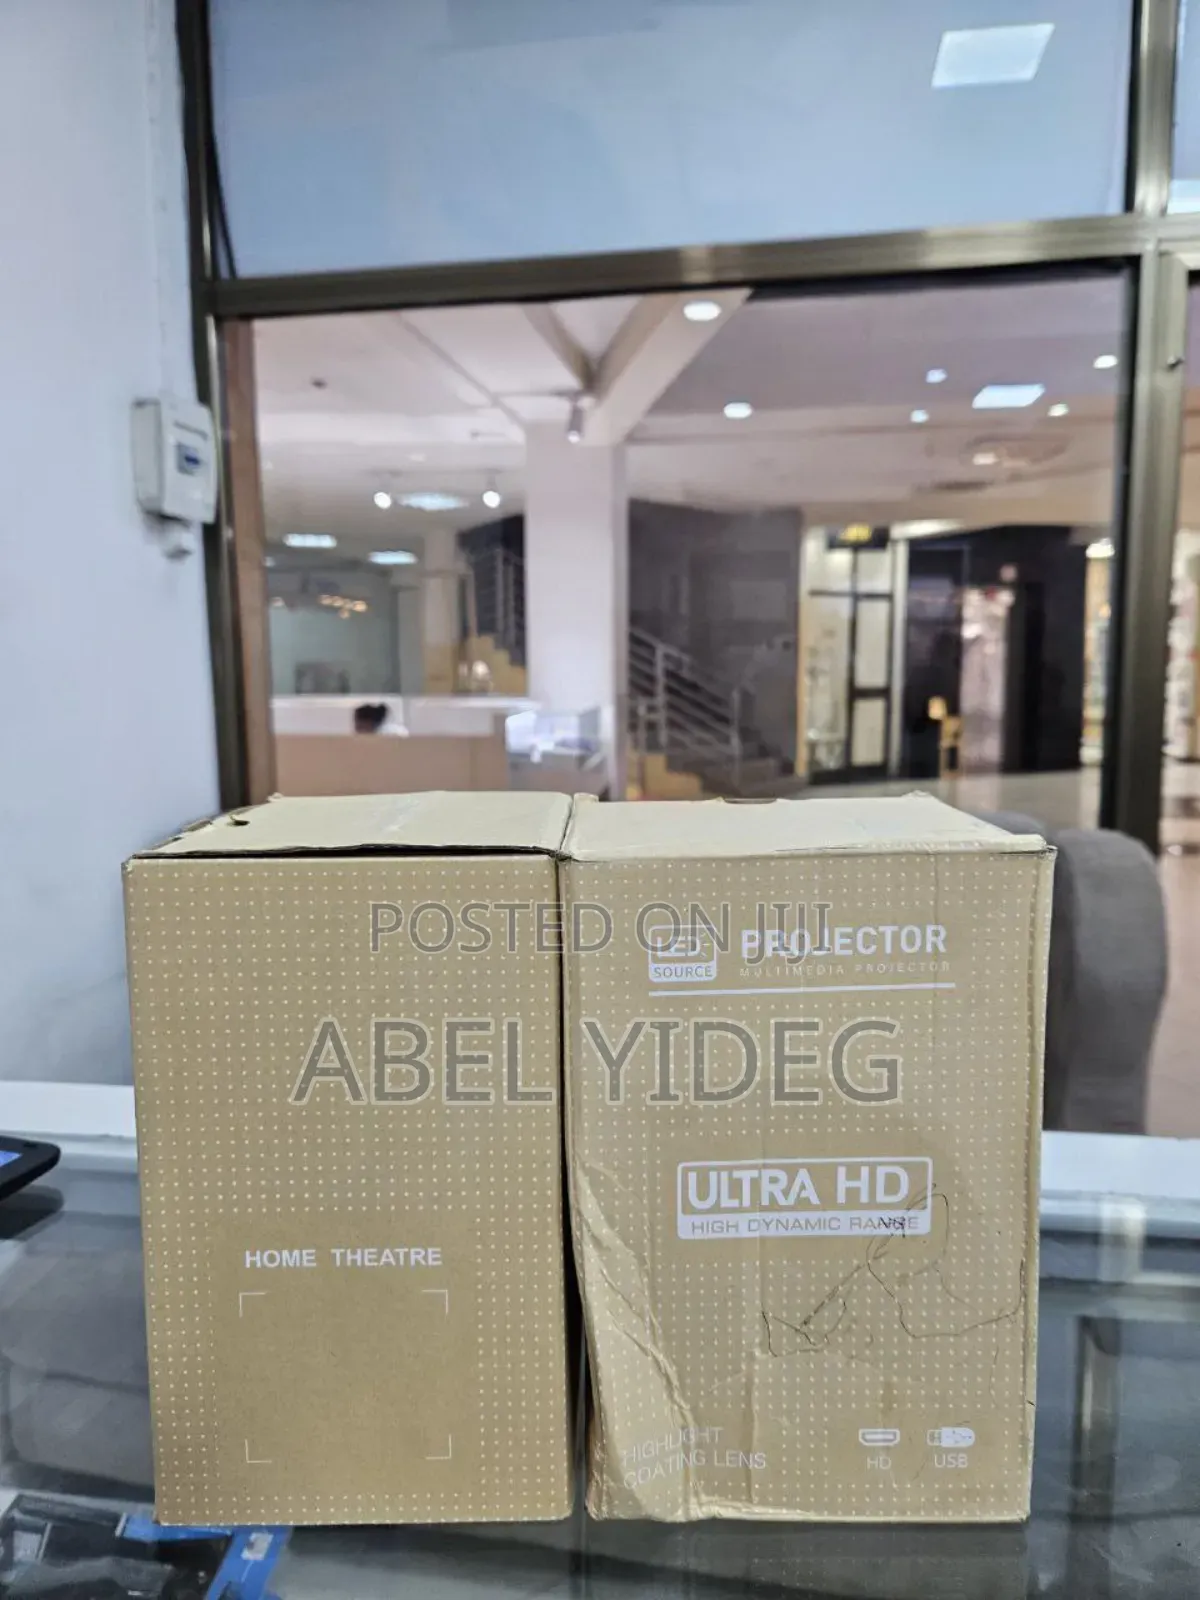 POSTED ON JIJI
ABEL YIDEG
LED
SOURCE
PROJECTOR
MULTIMEDIA PROJECTOR
ULTRA HD
HIGH DYNAMIC RANGE
HOME THEATRE
HIGHLIGHT
COATING LENS
HD
USB